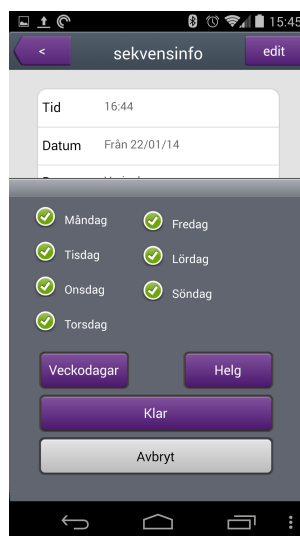 15:45
< sekvensinfo edit
Tid 16:44
Datum Från 22/01/14
Måndag Fredag
Tisdag Lördag
Onsdag Söndag
Torsdag
Veckodagar Helg
Klar
Avbryt